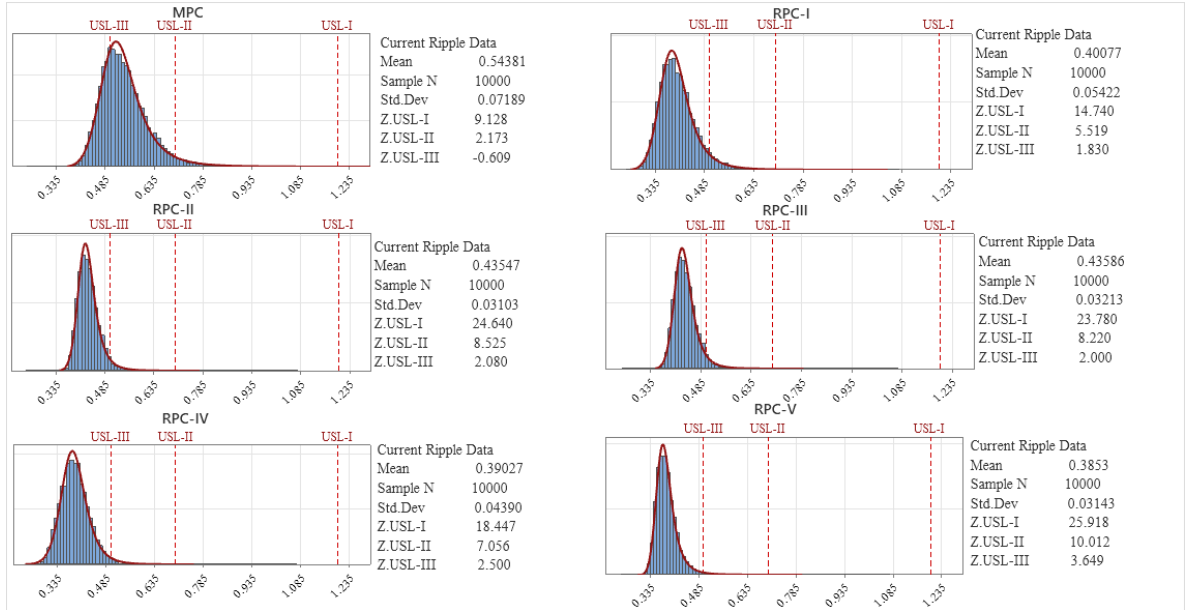 MPC
USL-III USL-II USL-I
Current Ripple Data
Mean 0.54381
Sample N 10000
Std.Dev 0.07189
Z.USL-I 9.128
Z.USL-II 2.173
Z.USL-III -0.609
0.335 0.485 0.635 0.785 0.935 1.085 1.235
RPC-I
USL-III USL-II USL-I
Current Ripple Data
Mean 0.40077
Sample N 10000
Std.Dev 0.05422
Z.USL-I 14.740
Z.USL-II 5.519
Z.USL-III 1.830
0.335 0.485 0.635 0.785 0.935 1.085 1.235
RPC-II
USL-III USL-II USL-I
Current Ripple Data
Mean 0.43547
Sample N 10000
Std.Dev 0.03103
Z.USL-I 24.640
Z.USL-II 8.525
Z.USL-III 2.080
0.335 0.485 0.635 0.785 0.935 1.085 1.235
RPC-III
USL-III USL-II USL-I
Current Ripple Data
Mean 0.43586
Sample N 10000
Std.Dev 0.03213
Z.USL-I 23.780
Z.USL-II 8.220
Z.USL-III 2.000
0.335 0.485 0.635 0.785 0.935 1.085 1.235
RPC-IV
USL-III USL-II USL-I
Current Ripple Data
Mean 0.39027
Sample N 10000
Std.Dev 0.04390
Z.USL-I 18.447
Z.USL-II 7.056
Z.USL-III 2.500
0.335 0.485 0.635 0.785 0.935 1.085 1.235
RPC-V
USL-III USL-II USL-I
Current Ripple Data
Mean 0.3853
Sample N 10000
Std.Dev 0.03143
Z.USL-I 25.918
Z.USL-II 10.012
Z.USL-III 3.649
0.335 0.485 0.635 0.785 0.935 1.085 1.235